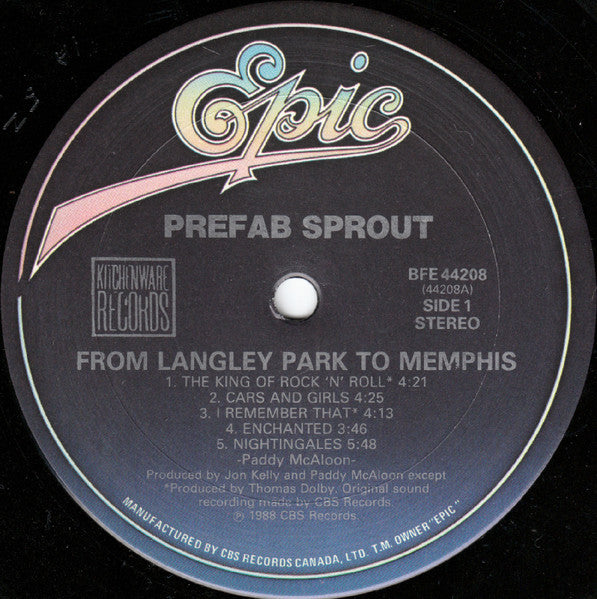 Epic
PREFAB SPROUT
KITCHENWARE
RECORDS
BFE 44208
(44208A)
SIDE 1
STEREO
FROM LANGLEY PARK TO MEMPHIS
1. THE KING OF ROCK 'N' ROLL* 4:21
2. CARS AND GIRLS 4:25
3. I REMEMBER THAT* 4:13
4. ENCHANTED 3:46
5. NIGHTINGALES 5:48
-Paddy McAloon-
Produced by Jon Kelly and Paddy McAloon except
*Produced by Thomas Dolby. Original sound
recording made by CBS Records
℗ 1988 CBS Records
MANUFACTURED BY CBS RECORDS CANADA, LTD. T.M. OWNER "EPIC"